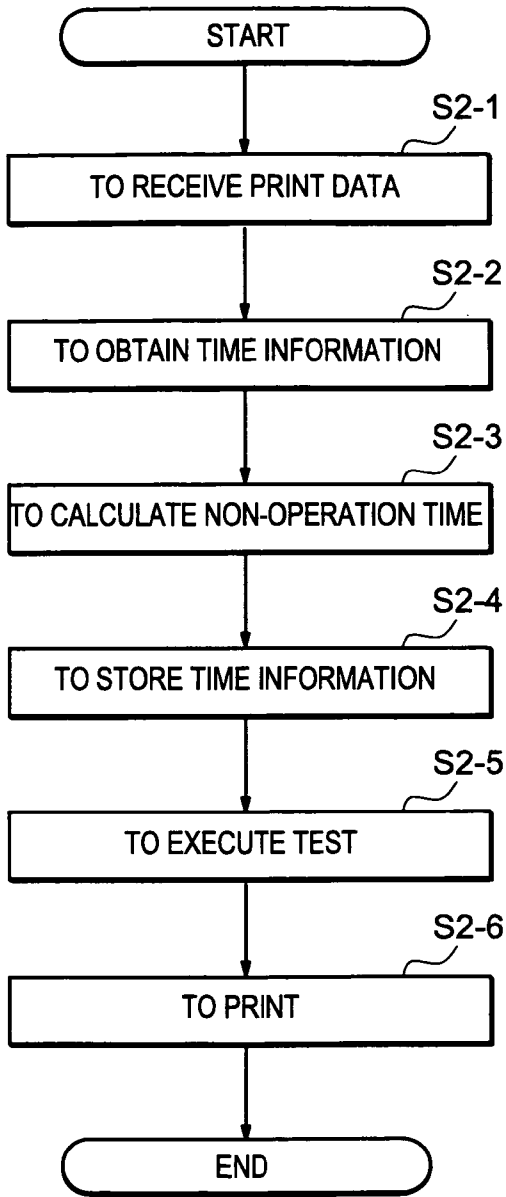 START
S2-1
TO RECEIVE PRINT DATA
S2-2
TO OBTAIN TIME INFORMATION
S2-3
TO CALCULATE NON-OPERATION TIME
S2-4
TO STORE TIME INFORMATION
S2-5
TO EXECUTE TEST
S2-6
TO PRINT
END